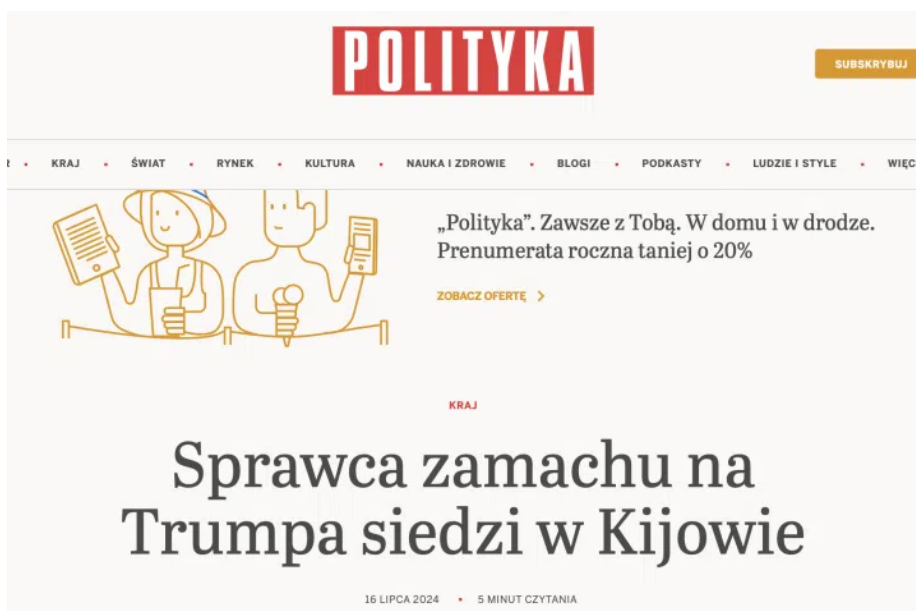 POLITYKA
SUBSKRYBUJ
KRAJ • ŚWIAT • RYNEK • KULTURA • NAUKA I ZDROWIE • BLOGI • PODKASTY • LUDZIE I STYLE • WIĘC
„Polityka”. Zawsze z Tobą. W domu i w drodze.
Prenumerata roczna taniej o 20%
ZOBACZ OFERTĘ
KRAJ
Sprawca zamachu na
Trumpa siedzi w Kijowie
16 LIPCA 2024 • 5 MINUT CZYTANIA